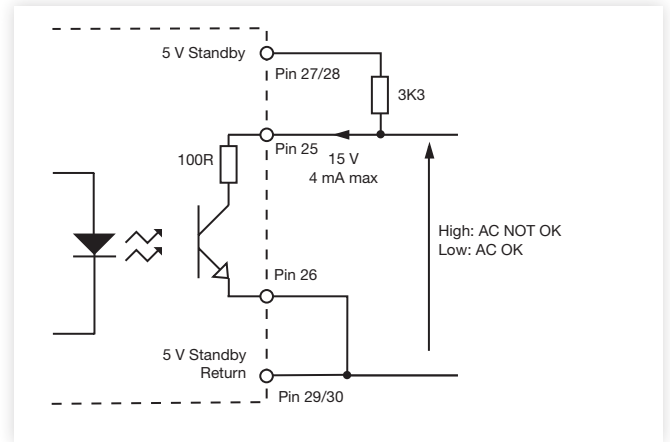 5 V Standby
Pin 27/28
3K3
Pin 25
100R
15 V
4 mA max
High: AC NOT OK
Low: AC OK
Pin 26
5 V Standby
Return
Pin 29/30